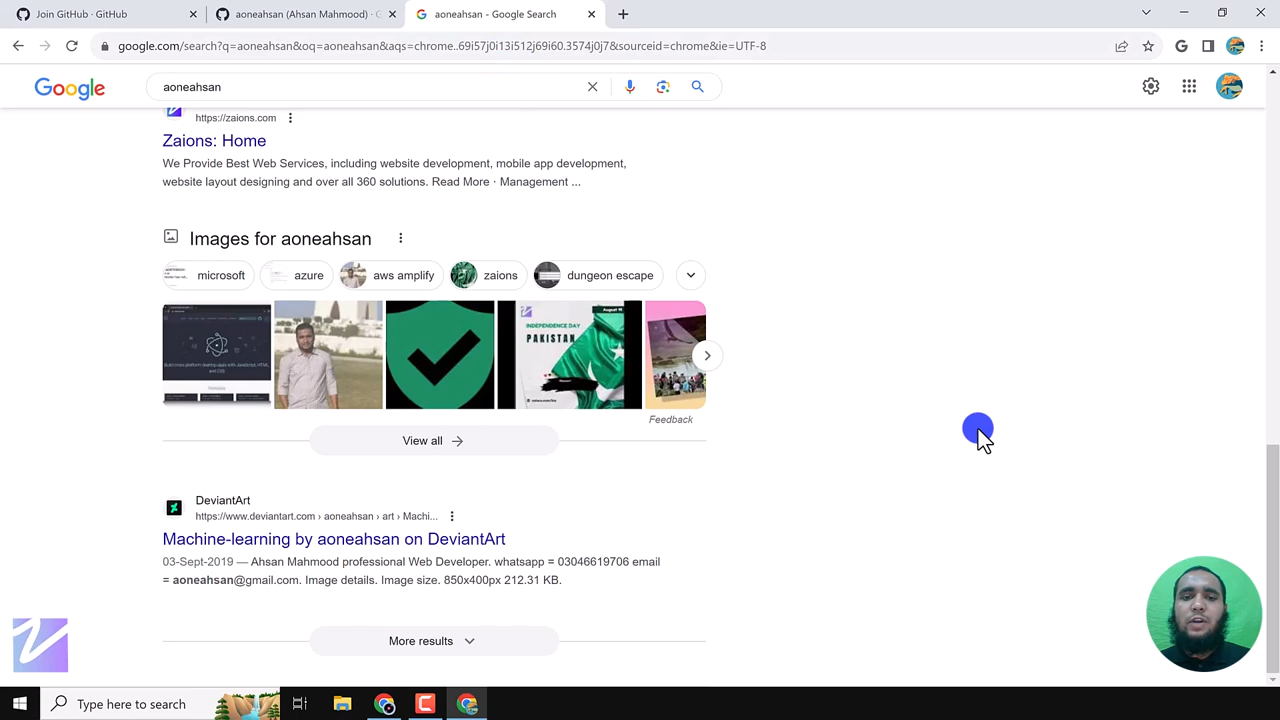 Join GitHub · GitHub
aoneahsan (Ahsan Mahmood) · G
aoneahsan - Google Search
google.com/search?q=aoneahsan&oq=aoneahsan&aqs=chrome..69i57j0i13i512j69i60.3574j0j7&sourceid=chrome&ie=UTF-8
Google
aoneahsan
https://zaions.com
Zaions: Home
We Provide Best Web Services, including website development, mobile app development,
website layout designing and over all 360 solutions. Read More · Management ...
Images for aoneahsan
microsoft
azure
aws amplify
zaions
dungeon escape
INDEPENDENCE DAY
PAKISTAN
Feedback
View all
DeviantArt
https://www.deviantart.com › aoneahsan › art › Machi...
Machine-learning by aoneahsan on DeviantArt
03-Sept-2019 — Ahsan Mahmood professional Web Developer. whatsapp = 03046619706 email
= aoneahsan@gmail.com. Image details. Image size. 850x400px 212.31 KB.
More results
Type here to search